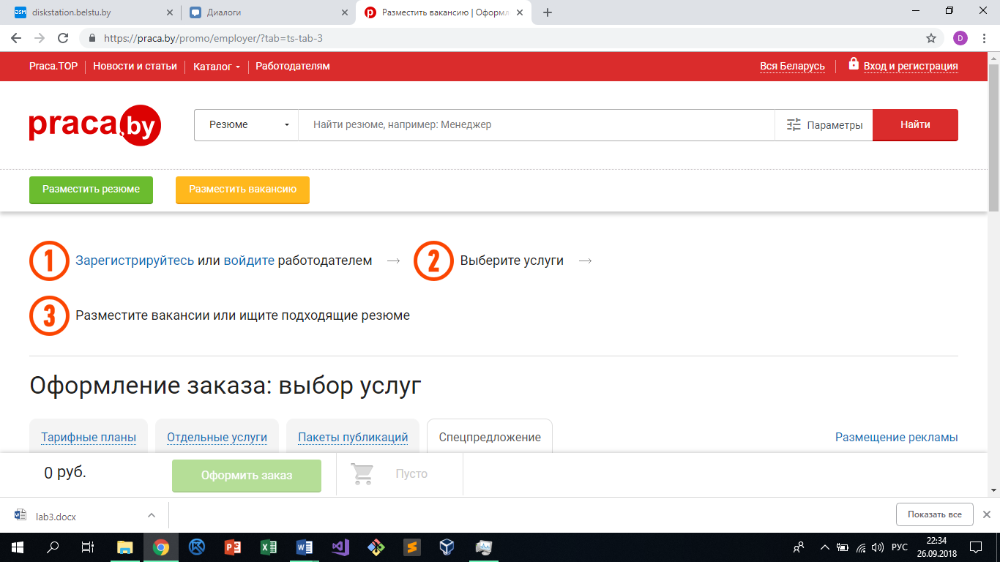 diskstation.belstu.by
Диалоги
Разместить вакансию | Оформл
D
https://praca.by/promo/employer/?tab=ts-tab-3
Praca.TOP Новости и статьи Каталог Работодателям Вся Беларусь Вход и регистрация
praca.by
Резюме Найти резюме, например: Менеджер Параметры Найти
Разместить резюме Разместить вакансию
1 Зарегистрируйтесь или войдите работодателем → 2 Выберите услуги →
3 Разместите вакансии или ищите подходящие резюме
Оформление заказа: выбор услуг
Тарифные планы Отдельные услуги Пакеты публикаций Спецпредложение Размещение рекламы
0 руб. Оформить заказ Пусто
lab3.docx Показать все
РУС
22:34
26.09.2018